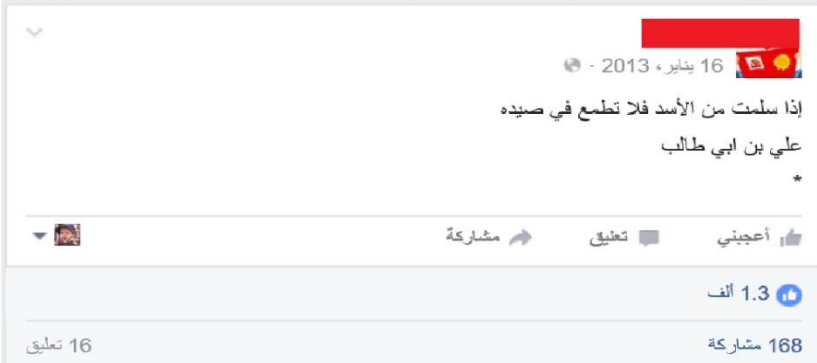 16 يناير، 2013 ·
إذا سلمت من الأسد فلا تطمع في صيده
علي بن ابي طالب
*
أعجبني تعليق مشاركة
1.3 ألف
168 مشاركة 16 تعليق